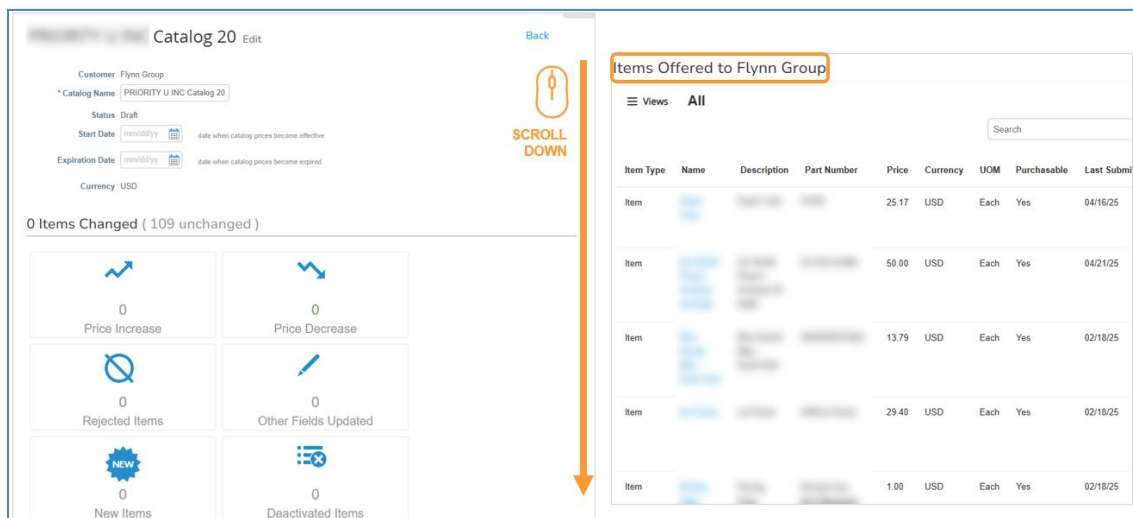 Catalog 20 Edit
Back
Customer Flynn Group
* Catalog Name PRIORITY U INC Catalog 20
Status Draft
Start Date mm/dd/yy date when catalog prices become effective
Expiration Date mm/dd/yy date when catalog prices become expired
Currency USD
SCROLL
DOWN
0 Items Changed ( 109 unchanged )
0
Price Increase
0
Price Decrease
0
Rejected Items
0
Other Fields Updated
NEW
0
New Items
0
Deactivated Items
Items Offered to Flynn Group
Views All
Search
Item Type Name Description Part Number Price Currency UOM Purchasable Last Submi
Item 25.17 USD Each Yes 04/16/25
Item 50.00 USD Each Yes 04/21/25
Item 13.79 USD Each Yes 02/18/25
Item 29.40 USD Each Yes 02/18/25
Item 1.00 USD Each Yes 02/18/25